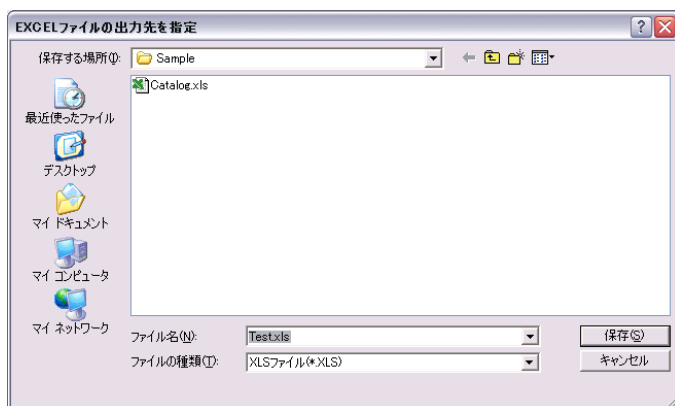 EXCELファイルの出力先を指定
保存する場所(I):
Sample
Catalog.xls
最近使ったファイル
デスクトップ
マイ ドキュメント
マイ コンピュータ
マイ ネットワーク
ファイル名(N):
Test.xls
保存(S)
ファイルの種類(T):
XLSファイル(*.XLS)
キャンセル